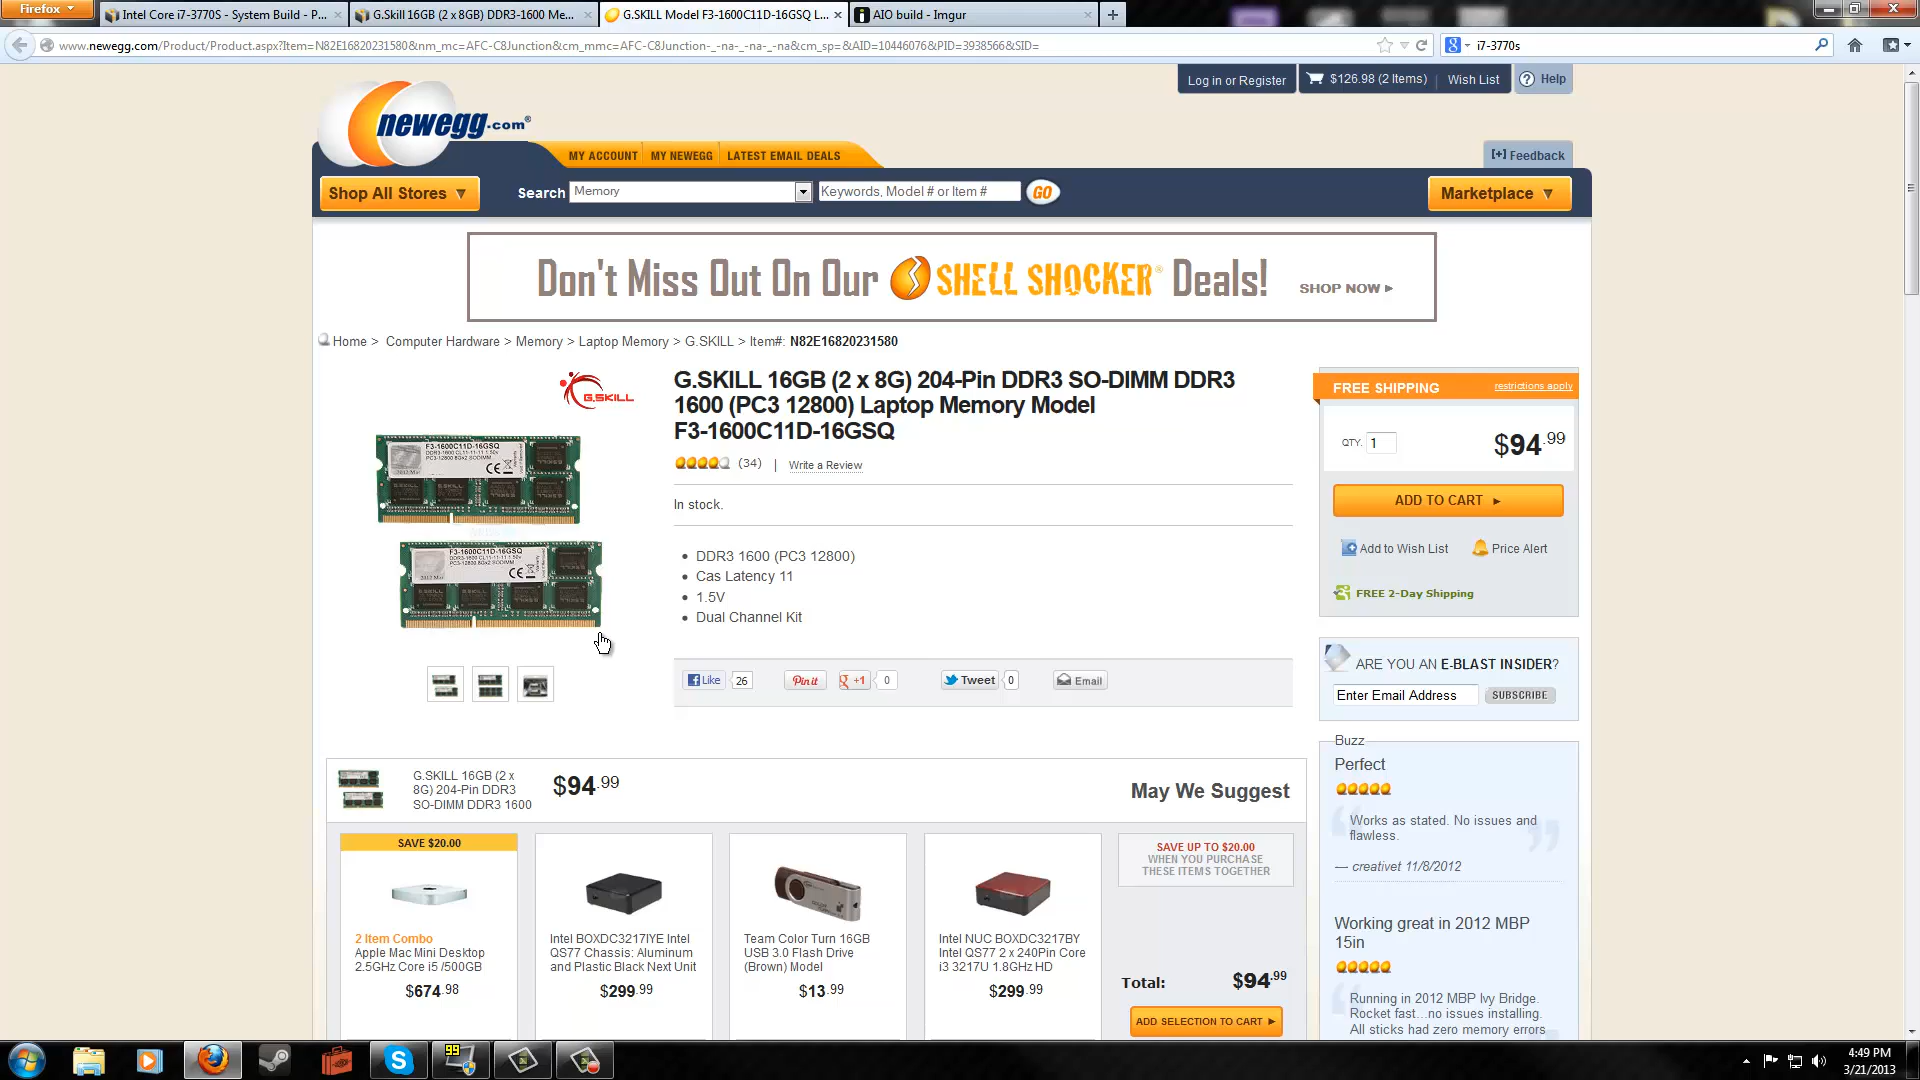 Firefox
Intel Core i7-3770S - System Build - P...
G.Skill 16GB (2 x 8GB) DDR3-1600 Me...
G.SKILL Model F3-1600C11D-16GSQ L...
AIO build - Imgur
www.newegg.com/Product/Product.aspx?Item=N82E16820231580&nm_mc=AFC-C8Junction&cm_mmc=AFC-C8Junction-_-na-_-na-_-na&cm_sp=&AID=10446076&PID=3938566&SID=
i7-3770s
Log in or Register
$126.98 (2 Items)
Wish List
Help
newegg.com®
MY ACCOUNT
MY NEWEGG
LATEST EMAIL DEALS
[+] Feedback
Shop All Stores ▼
Search
Memory
Keywords, Model # or Item #
GO
Marketplace ▼
Don't Miss Out On Our SHELL SHOCKER® Deals!
SHOP NOW ►
Home > Computer Hardware > Memory > Laptop Memory > G.SKILL > Item#: N82E16820231580
G.SKILL
G.SKILL 16GB (2 x 8G) 204-Pin DDR3 SO-DIMM DDR3
1600 (PC3 12800) Laptop Memory Model
F3-1600C11D-16GSQ
(34) | Write a Review
In stock.
• DDR3 1600 (PC3 12800)
• Cas Latency 11
• 1.5V
• Dual Channel Kit
F3-1600C11D-16GSQ
F3-1600C11D-16GSQ
Like 26
Pin it
+1 0
Tweet 0
Email
FREE SHIPPING
restrictions apply
QTY. 1
$94.99
ADD TO CART ►
Add to Wish List
Price Alert
FREE 2-Day Shipping
ARE YOU AN E-BLAST INSIDER?
Enter Email Address
SUBSCRIBE
Buzz
Perfect
Works as stated. No issues and
flawless.
— creativet 11/8/2012
Working great in 2012 MBP
15in
Running in 2012 MBP Ivy Bridge.
Rocket fast...no issues installing.
All sticks had zero memory errors
G.SKILL 16GB (2 x
8G) 204-Pin DDR3
SO-DIMM DDR3 1600
$94.99
May We Suggest
SAVE $20.00
2 Item Combo
Apple Mac Mini Desktop
2.5GHz Core i5 /500GB
$674.98
Intel BOXDC3217IYE Intel
QS77 Chassis: Aluminum
and Plastic Black Next Unit
$299.99
Team Color Turn 16GB
USB 3.0 Flash Drive
(Brown) Model
$13.99
Intel NUC BOXDC3217BY
Intel QS77 2 x 240Pin Core
i3 3217U 1.8GHz HD
$299.99
SAVE UP TO $20.00
WHEN YOU PURCHASE
THESE ITEMS TOGETHER
Total:
$94.99
ADD SELECTION TO CART ►
99
4:49 PM
3/21/2013